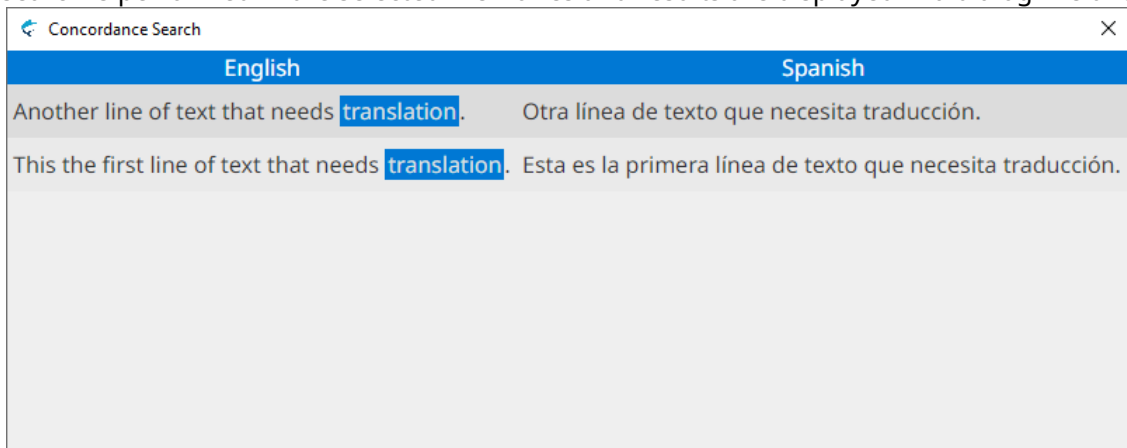 Concordance Search
English Spanish
Another line of text that needs translation. Otra línea de texto que necesita traducción.
This the first line of text that needs translation. Esta es la primera línea de texto que necesita traducción.